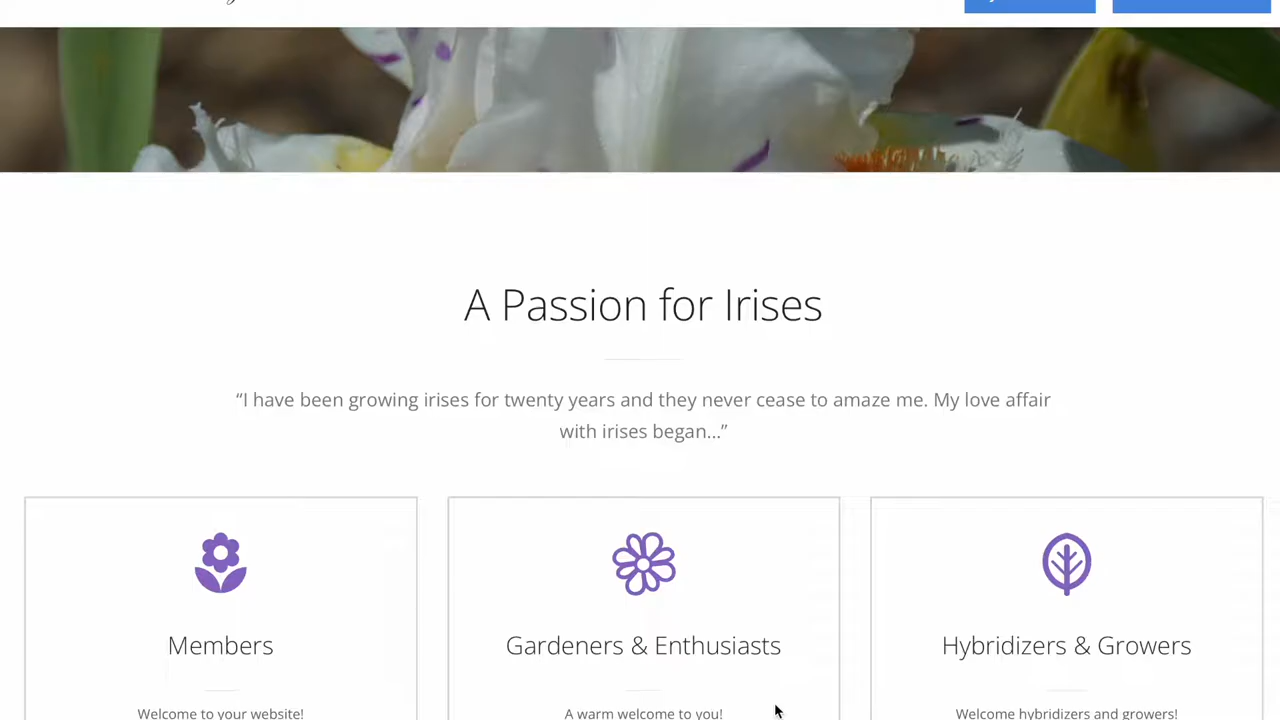 A Passion for Irises
“I have been growing irises for twenty years and they never cease to amaze me. My love affair
with irises began...”
Members
Gardeners & Enthusiasts
Hybridizers & Growers
Welcome to your website!
A warm welcome to you!
Welcome hybridizers and growers!